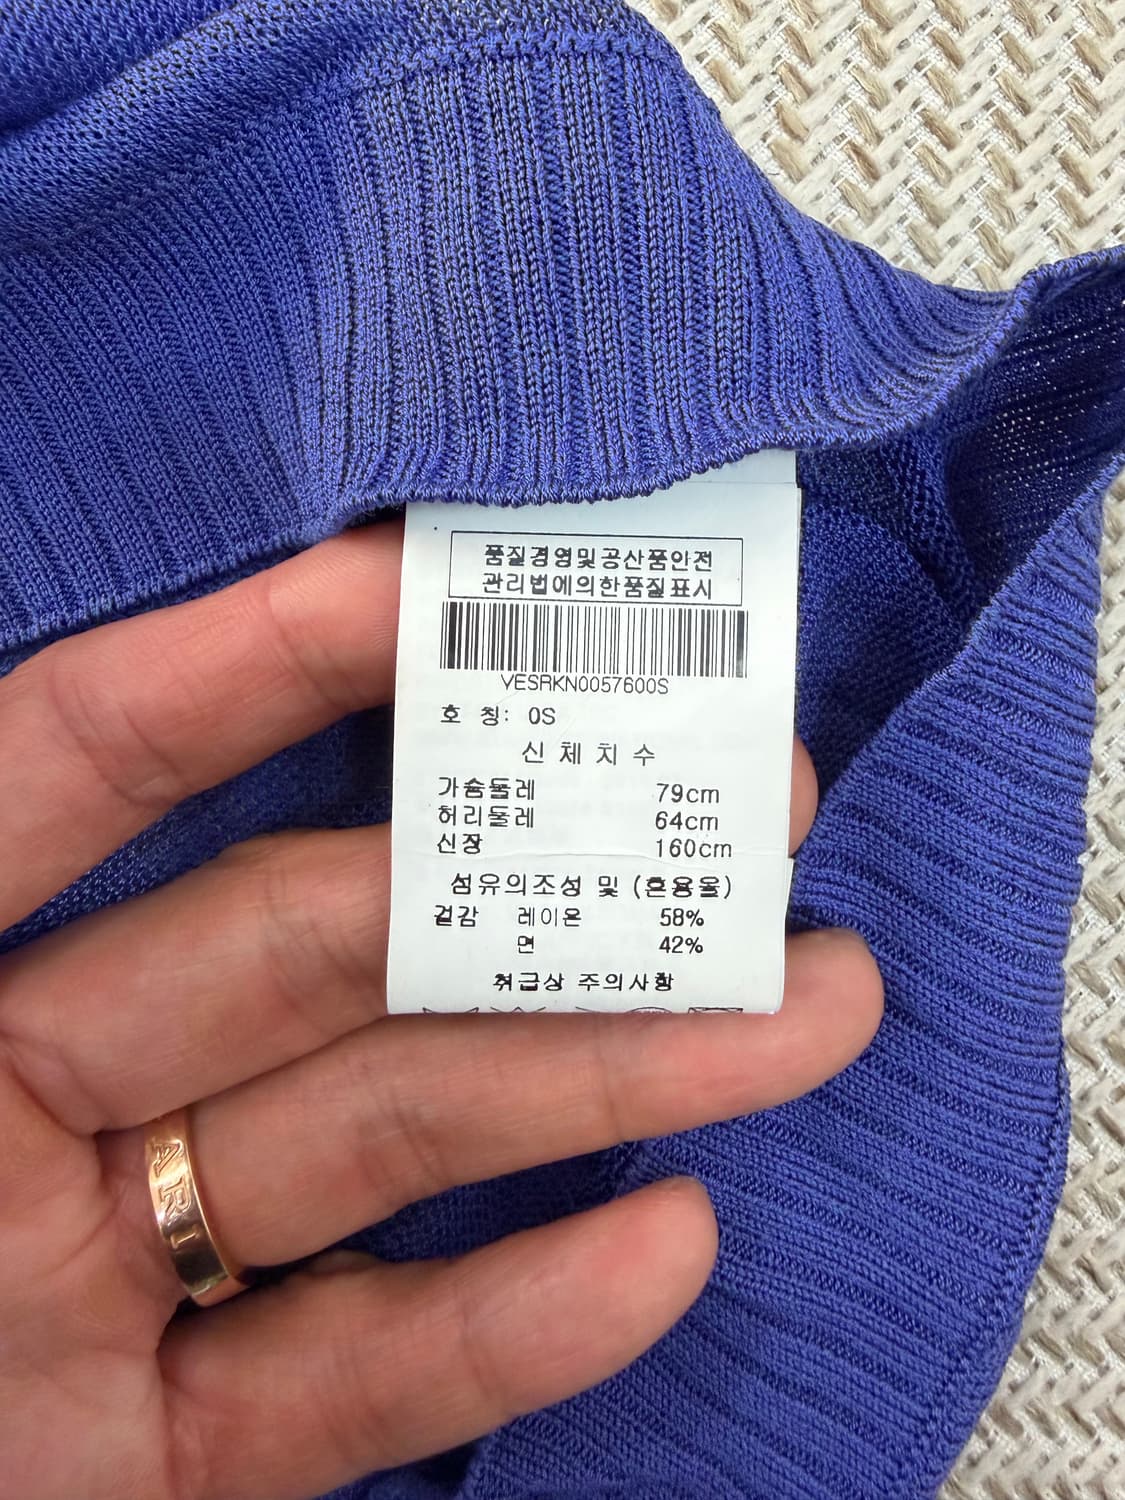 품질경영및공산품안전
관리법에의한품질표시
VESRKN0057600S
호 칭: 0S
신체치수
가슴둘레 79cm
허리둘레 64cm
신장 160cm
섬유의조성 및 (혼용율)
겉감 레이온 58%
면 42%
취급상 주의사항
ARI